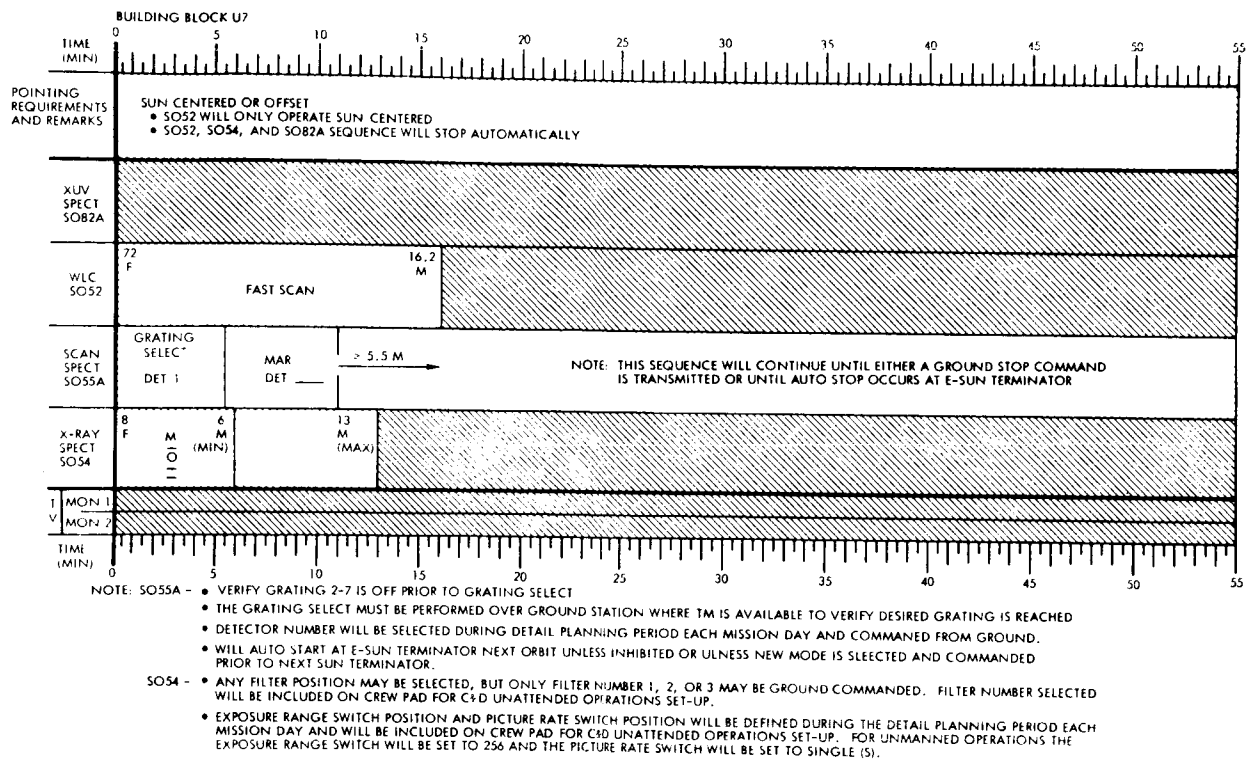 BUILDING BLOCK U7
TIME (MIN)
0 5 10 15 20 25 30 35 40 45 50 55
POINTING
REQUIREMENTS
AND REMARKS
SUN CENTERED OR OFFSET
• SO52 WILL ONLY OPERATE SUN CENTERED
• SO52, SO54, AND SO82A SEQUENCE WILL STOP AUTOMATICALLY
XUV
SPECT
SO82A
WLC
SO52
72
F
FAST SCAN
16.2
M
SCAN
SPECT
SO55A
GRATING
SELECT
DET 1
MAR
DET ____
> 5.5 M
NOTE: THIS SEQUENCE WILL CONTINUE UNTIL EITHER A GROUND STOP COMMAND
IS TRANSMITTED OR UNTIL AUTO STOP OCCURS AT E-SUN TERMINATOR
X-RAY
SPECT
SO54
8
F
M
O
6
M
(MIN)
13
M
(MAX)
T
V
MON 1
MON 2
TIME
(MIN)
0 5 10 15 20 25 30 35 40 45 50 55
NOTE: SO55A - • VERIFY GRATING 2-7 IS OFF PRIOR TO GRATING SELECT
• THE GRATING SELECT MUST BE PERFORMED OVER GROUND STATION WHERE TM IS AVAILABLE TO VERIFY DESIRED GRATING IS REACHED
• DETECTOR NUMBER WILL BE SELECTED DURING DETAIL PLANNING PERIOD EACH MISSION DAY AND COMMANED FROM GROUND.
• WILL AUTO START AT E-SUN TERMINATOR NEXT ORBIT UNLESS INHIBITED OR ULNESS NEW MODE IS SLEECTED AND COMMANDED
PRIOR TO NEXT SUN TERMINATOR.
SO54 - • ANY FILTER POSITION MAY BE SELECTED, BUT ONLY FILTER NUMBER 1, 2, OR 3 MAY BE GROUND COMMANDED. FILTER NUMBER SELECTED
WILL BE INCLUDED ON CREW PAD FOR C&D UNATTENDED OPERATIONS SET-UP.
• EXPOSURE RANGE SWITCH POSITION AND PICTURE RATE SWITCH POSITION WILL BE DEFINED DURING THE DETAIL PLANNING PERIOD EACH
MISSION DAY AND WILL BE INCLUDED ON CREW PAD FOR C&D UNATTENDED OPERATIONS SET-UP. FOR UNMANNED OPERATIONS THE
EXPOSURE RANGE SWITCH WILL BE SET TO 256 AND THE PICTURE RATE SWITCH WILL BE SET TO SINGLE (S).